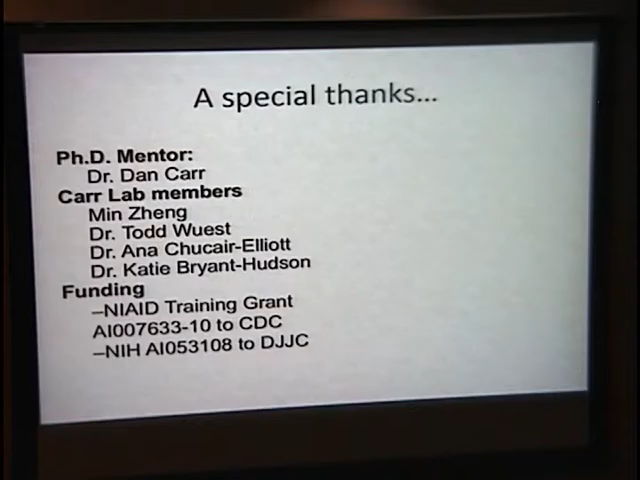 A special thanks...
Ph.D. Mentor:
Dr. Dan Carr
Carr Lab members
Min Zheng
Dr. Todd Wuest
Dr. Ana Chucair-Elliott
Dr. Katie Bryant-Hudson
Funding
–NIAID Training Grant
AI007633-10 to CDC
–NIH AI053108 to DJJC